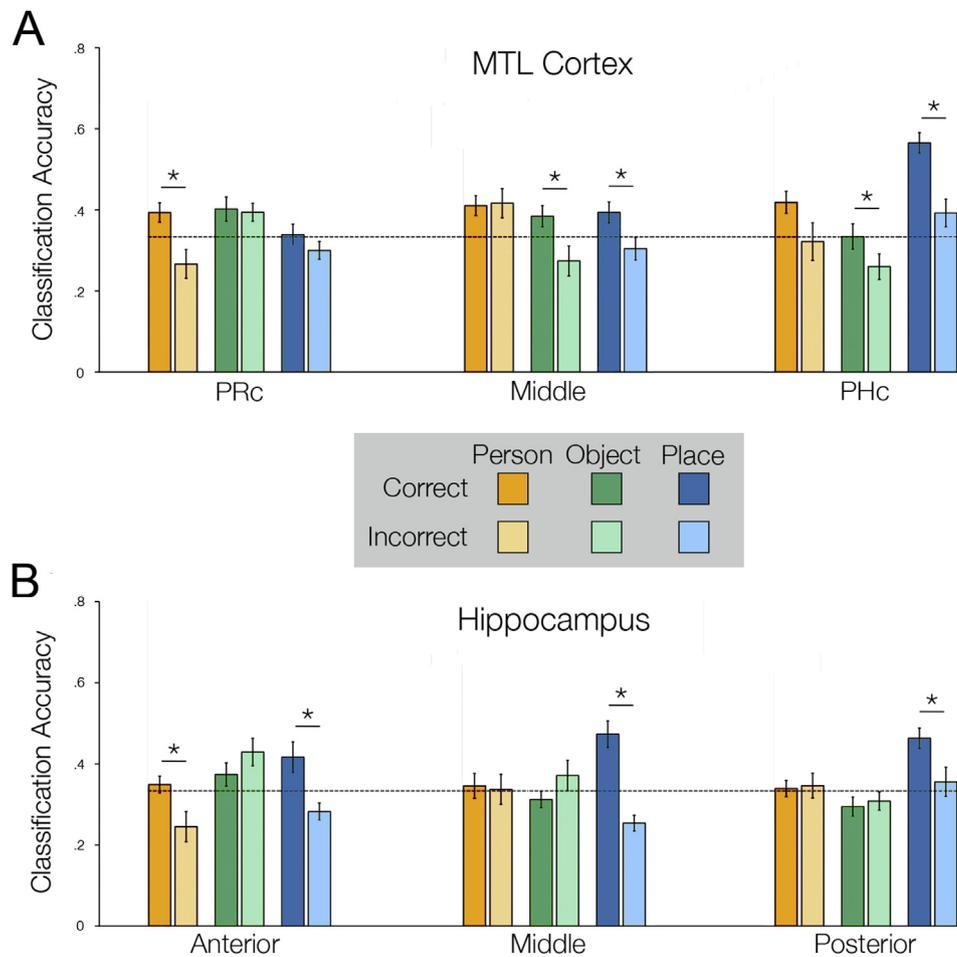 A
MTL Cortex
Classification Accuracy
.8
.6
.4
.2
0
*
*
*
*
*
PRc
Middle
PHc
Person Object Place
Correct
Incorrect
B
Hippocampus
Classification Accuracy
.8
.6
.4
.2
0
*
*
*
*
Anterior
Middle
Posterior